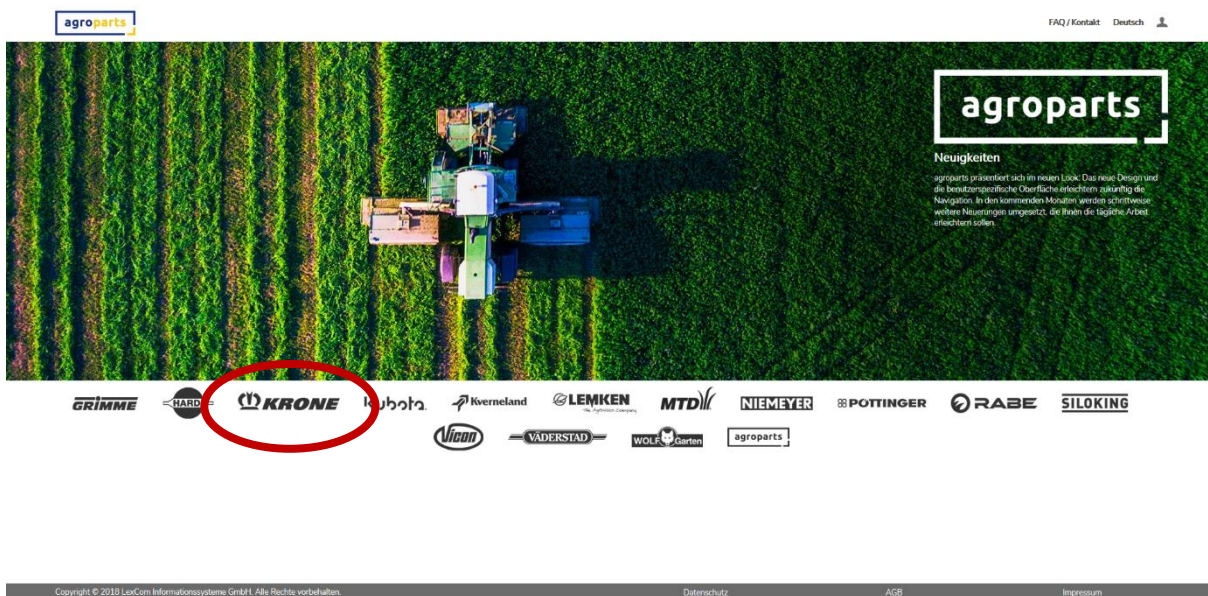 agroparts
FAQ / Kontakt Deutsch
agroparts
Neuigkeiten
agroparts präsentiert sich im neuen Look: Das neue Design und
die benutzerspezifische Oberfläche erleichtern zukünftig die
Navigation. In den kommenden Monaten werden schrittweise
weitere Neuerungen umgesetzt, die Ihnen die tägliche Arbeit
erleichtern sollen.
GRIMME HARDI KRONE Kubota Kverneland LEMKEN MTD NIEMEYER PÖTTINGER RABE SILOKING
The Agrovision Company
Vicon VÄDERSTAD WOLF Garten agroparts
Copyright © 2018 LexCom Informationssysteme GmbH. Alle Rechte vorbehalten. Datenschutz AGB Impressum